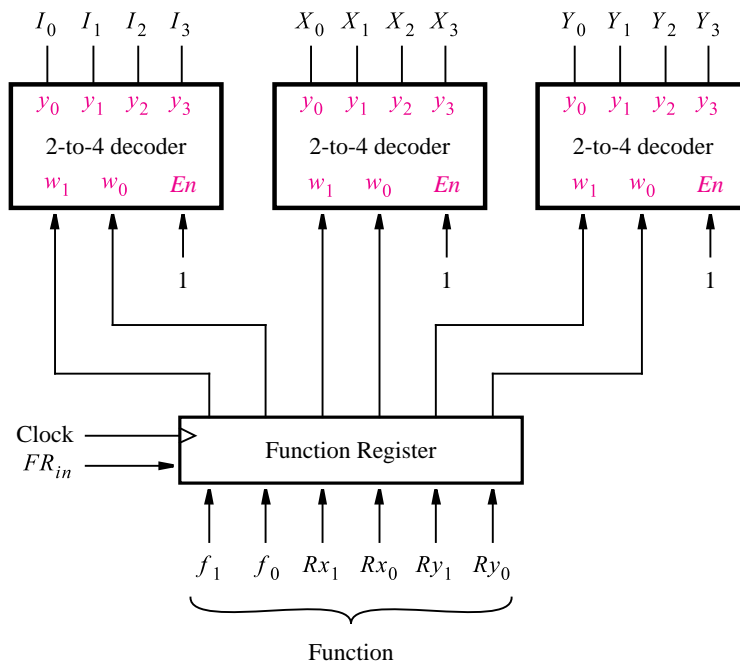 I0 I1 I2 I3 X0 X1 X2 X3 Y0 Y1 Y2 Y3
y0 y1 y2 y3 y0 y1 y2 y3 y0 y1 y2 y3
2-to-4 decoder 2-to-4 decoder 2-to-4 decoder
w1 w0 En w1 w0 En w1 w0 En
1 1 1
Clock
FRin
Function Register
f1 f0 Rx1 Rx0 Ry1 Ry0
Function